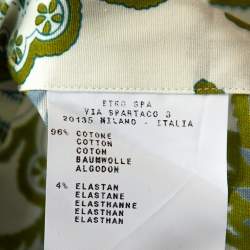 ETRO SPA
VIA SPARTACO 3
20135 MILANO - ITALIA
96% COTONE
COTTON
COTON
BAUMWOLLE
ALGODON
4% ELASTAN
ELASTANE
ELASTHANNE
ELASTHAN
ELASTHAN